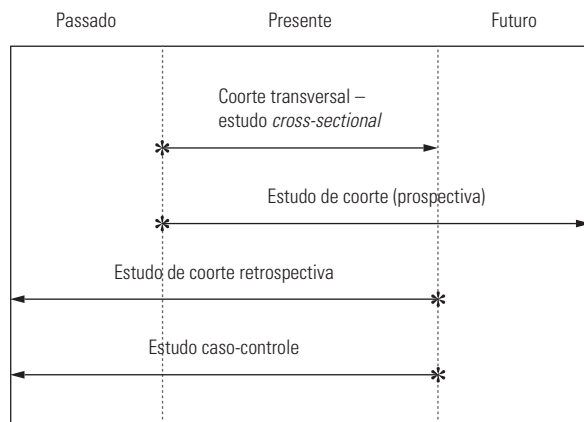 Passado Presente Futuro
Coorte transversal –
estudo cross-sectional
Estudo de coorte (prospectiva)
Estudo de coorte retrospectiva
Estudo caso-controle